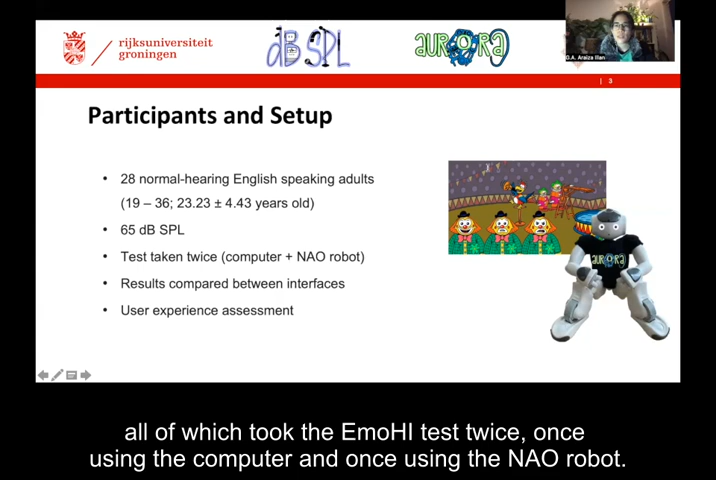 rijksuniversiteit
groningen
dB SPL
aurora
G.A. Araiza Illan
| 3
Participants and Setup
• 28 normal-hearing English speaking adults
(19 – 36; 23.23 ± 4.43 years old)
• 65 dB SPL
• Test taken twice (computer + NAO robot)
• Results compared between interfaces
• User experience assessment
aurora
all of which took the EmoHI test twice, once
using the computer and once using the NAO robot.